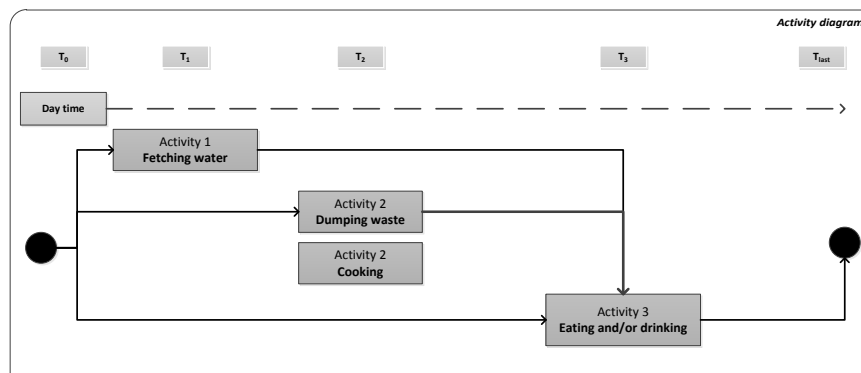 Activity diagram
T0 T1 T2 T3 Tlast
Day time
Activity 1
Fetching water
Activity 2
Dumping waste
Activity 2
Cooking
Activity 3
Eating and/or drinking